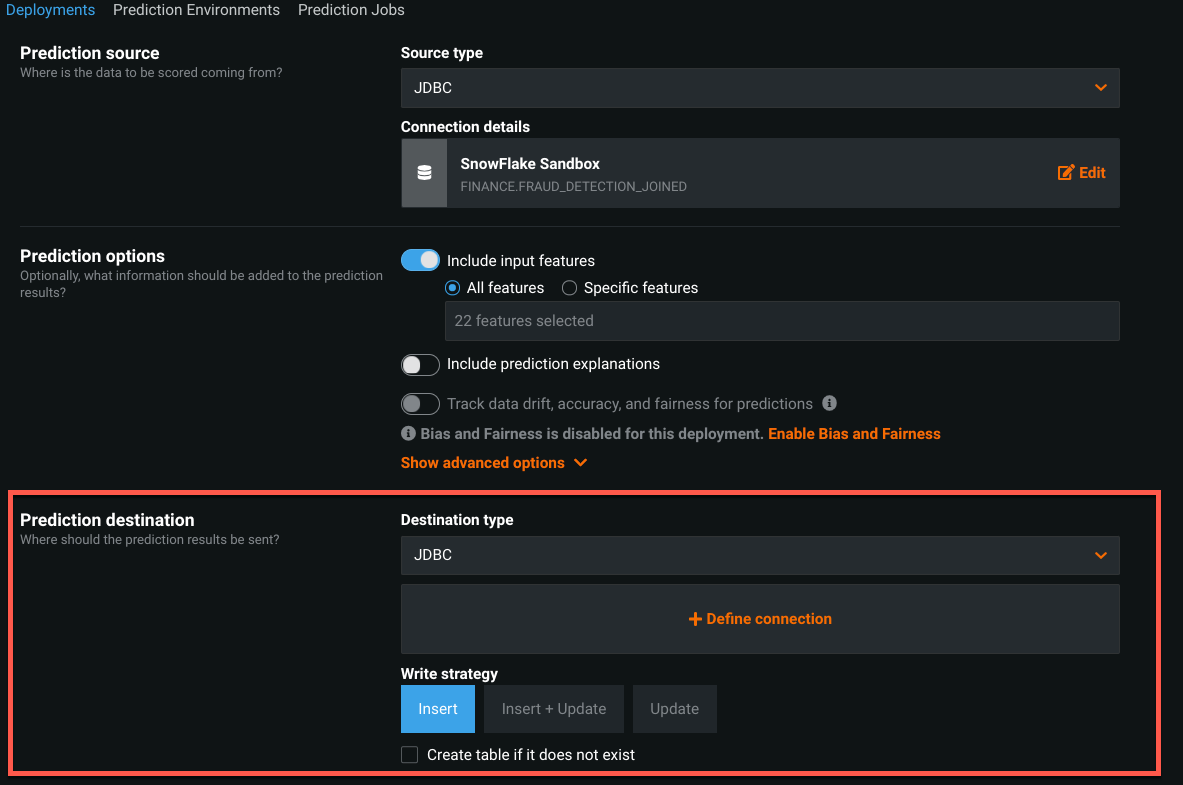 Deployments Prediction Environments Prediction Jobs
Prediction source
Where is the data to be scored coming from?
Source type
JDBC
Connection details
SnowFlake Sandbox
FINANCE.FRAUD_DETECTION_JOINED
Edit
Prediction options
Optionally, what information should be added to the prediction
results?
Include input features
All features Specific features
22 features selected
Include prediction explanations
Track data drift, accuracy, and fairness for predictions
Bias and Fairness is disabled for this deployment. Enable Bias and Fairness
Show advanced options
Prediction destination
Where should the prediction results be sent?
Destination type
JDBC
Define connection
Write strategy
Insert Insert + Update Update
Create table if it does not exist